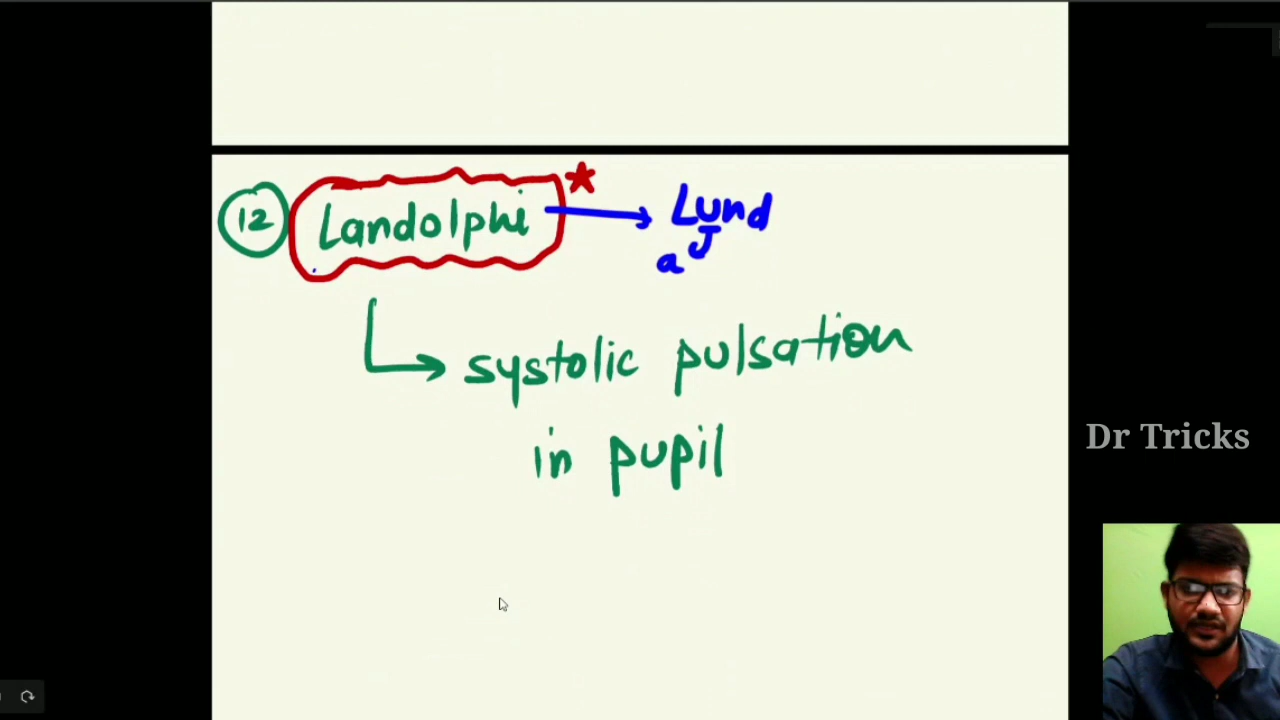 12 Landolphi * → Lund
a
systolic pulsation
in pupil
Dr Tricks